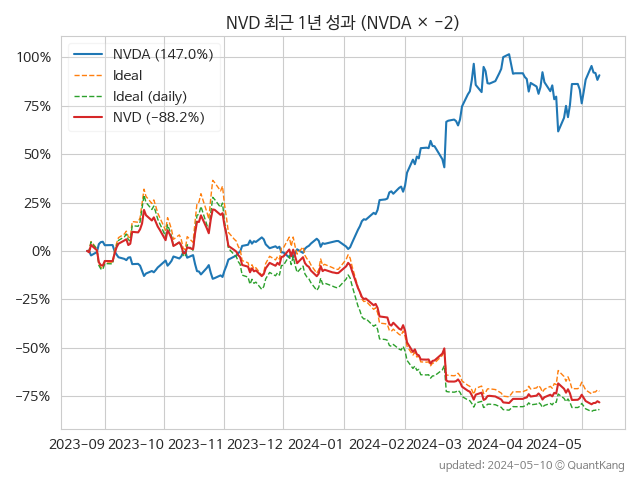 NVD 최근 1년 성과 (NVDA × −2)
NVDA (147.0%)
Ideal
Ideal (daily)
NVD (−88.2%)
100%
75%
50%
25%
0%
−25%
−50%
−75%
2023-09 2023-10 2023-11 2023-12 2024-01 2024-02 2024-03 2024-04 2024-05
updated: 2024-05-10 © QuantKang